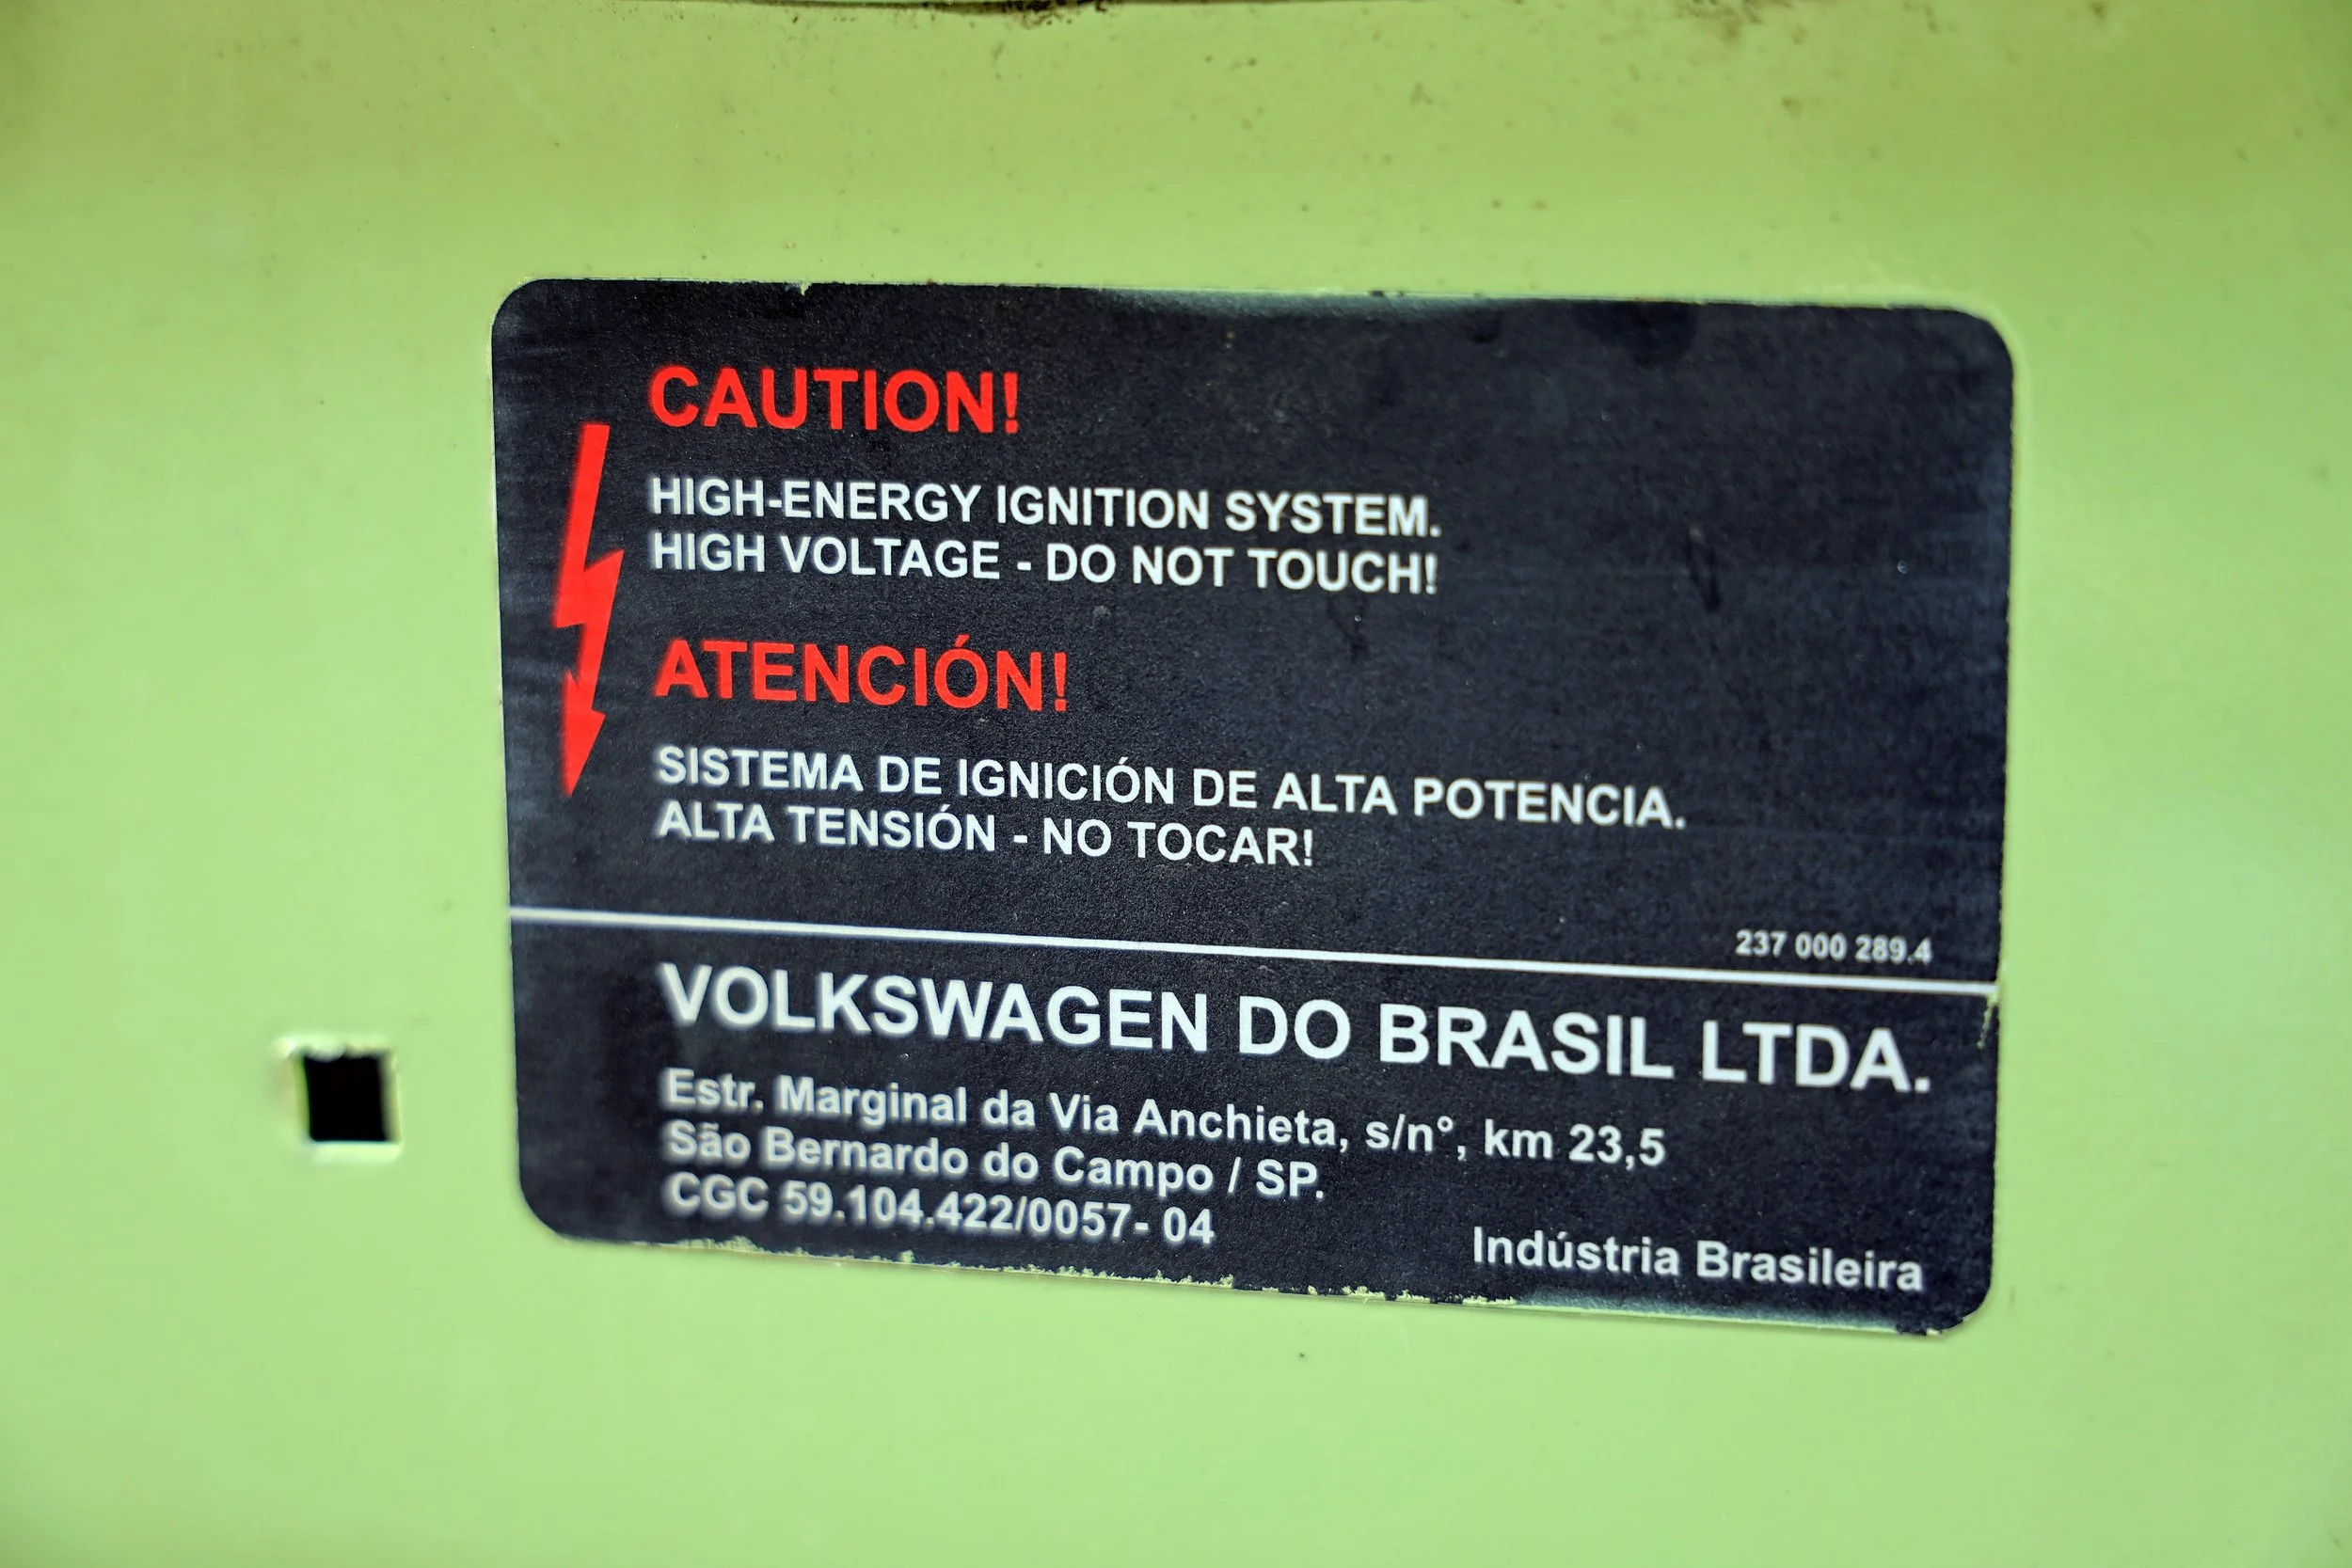 CAUTION!
HIGH-ENERGY IGNITION SYSTEM.
HIGH VOLTAGE - DO NOT TOUCH!
ATENCIÓN!
SISTEMA DE IGNICIÓN DE ALTA POTENCIA.
ALTA TENSIÓN - NO TOCAR!
237 000 289.4
VOLKSWAGEN DO BRASIL LTDA.
Estr. Marginal da Via Anchieta, s/n°, km 23,5
São Bernardo do Campo / SP.
CGC 59.104.422/0057- 04
Indústria Brasileira